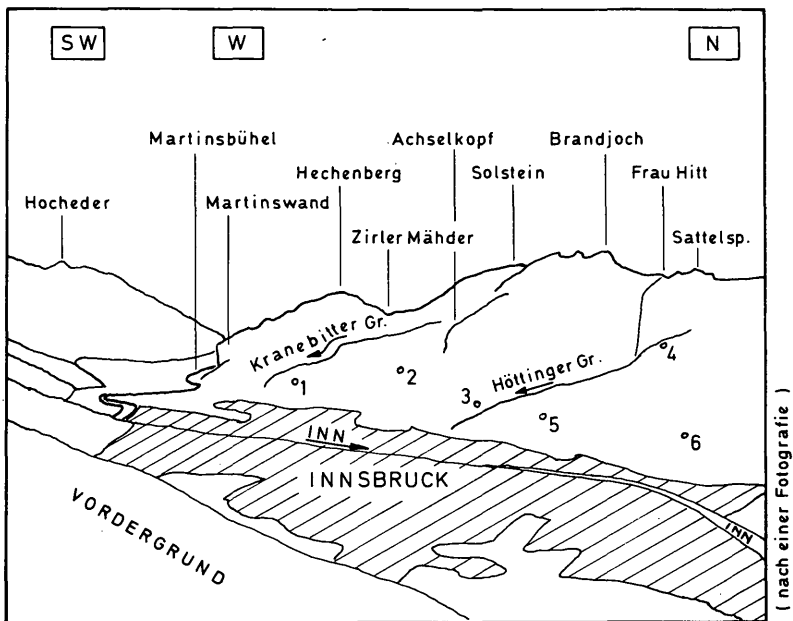 SW
W
N
Martinsbühel
Achselkopf
Brandjoch
Hechenberg
Solstein
Frau Hitt
Hocheder
Martinswand
Zirler Mähder
Sattelsp.
Kranebitter Gr.
Höttinger Gr.
1
2
3
4
5
6
INN
INNSBRUCK
INN
VORDERGRUND
( nach einer Fotografie )